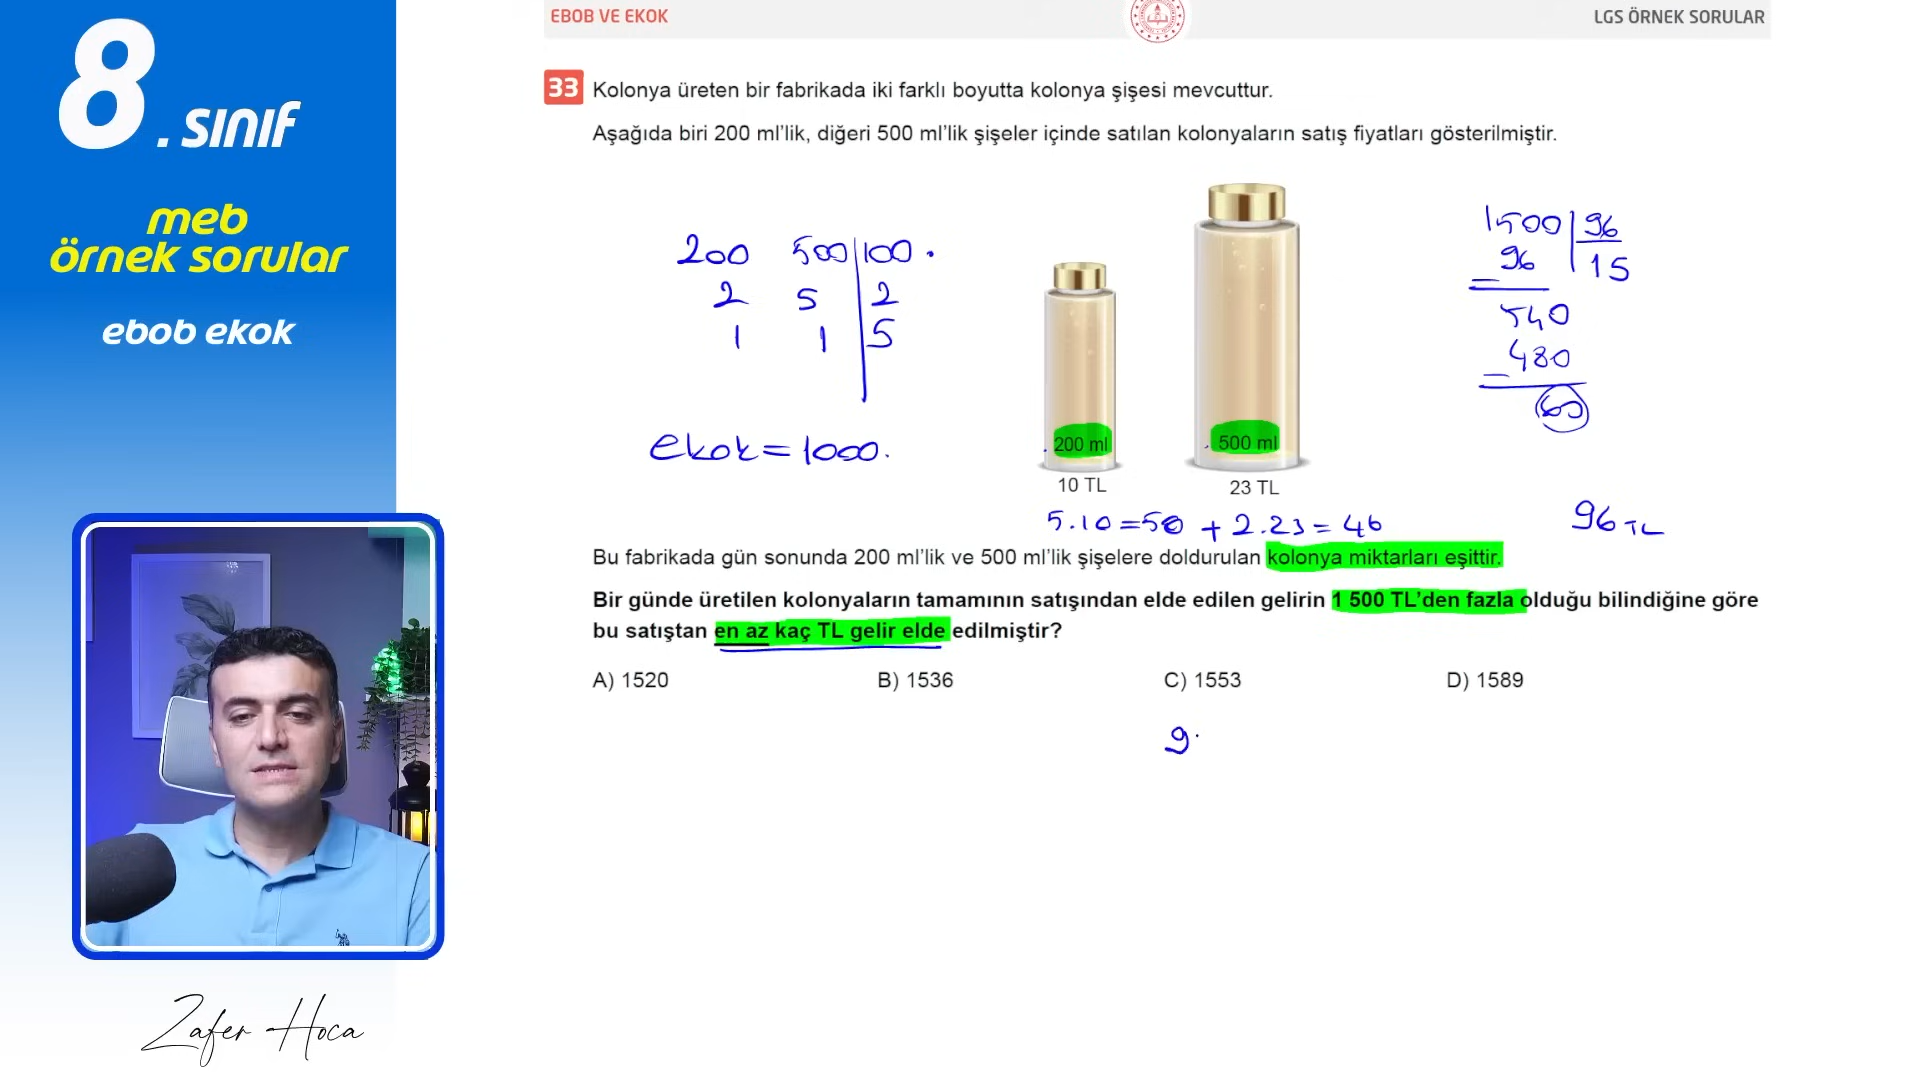 8. sınıf
meb
örnek sorular
ebob ekok
Zafer Hoca
EBOB VE EKOK
LGS ÖRNEK SORULAR
33 Kolonya üreten bir fabrikada iki farklı boyutta kolonya şişesi mevcuttur.
Aşağıda biri 200 ml'lik, diğeri 500 ml'lik şişeler içinde satılan kolonyaların satış fiyatları gösterilmiştir.
200 500 100
2 5 2
1 1 5
ekok = 1000.
200 ml
500 ml
10 TL
23 TL
1500 96
96 15
540
480
60
5.10=50 + 2.23=46
96 TL
Bu fabrikada gün sonunda 200 ml'lik ve 500 ml'lik şişelere doldurulan kolonya miktarları eşittir.
Bir günde üretilen kolonyaların tamamının satışından elde edilen gelirin 1 500 TL'den fazla olduğu bilindiğine göre
bu satıştan en az kaç TL gelir elde edilmiştir?
A) 1520 B) 1536 C) 1553 D) 1589
9